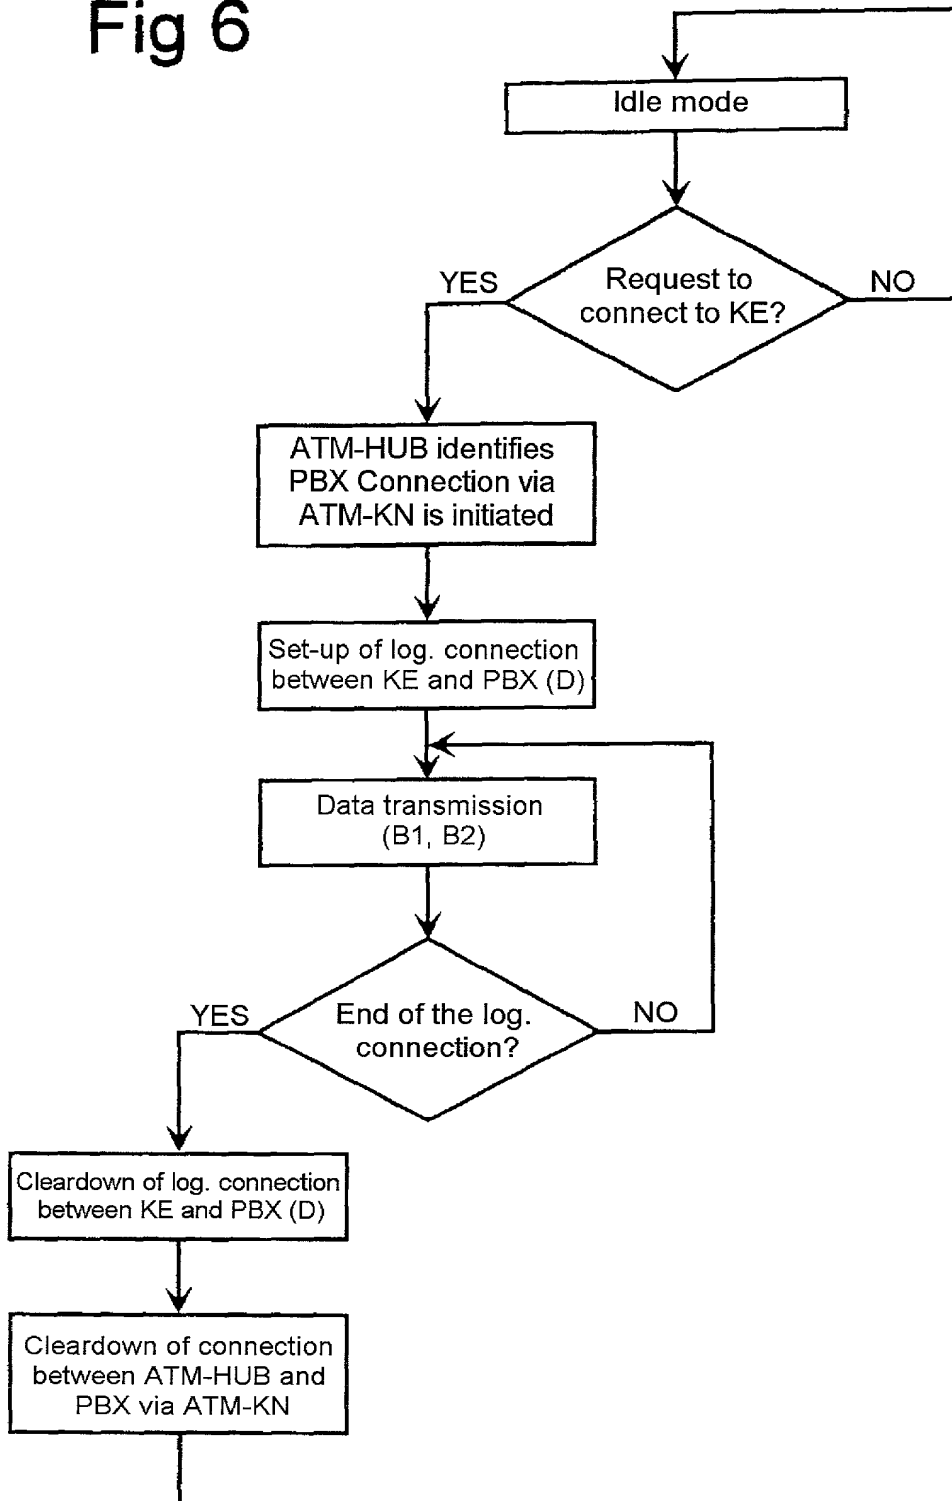 Fig 6
Idle mode
Request to
connect to KE?
YES
NO
ATM-HUB identifies
PBX Connection via
ATM-KN is initiated
Set-up of log. connection
between KE and PBX (D)
Data transmission
(B1, B2)
End of the log.
connection?
YES
NO
Cleardown of log. connection
between KE and PBX (D)
Cleardown of connection
between ATM-HUB and
PBX via ATM-KN